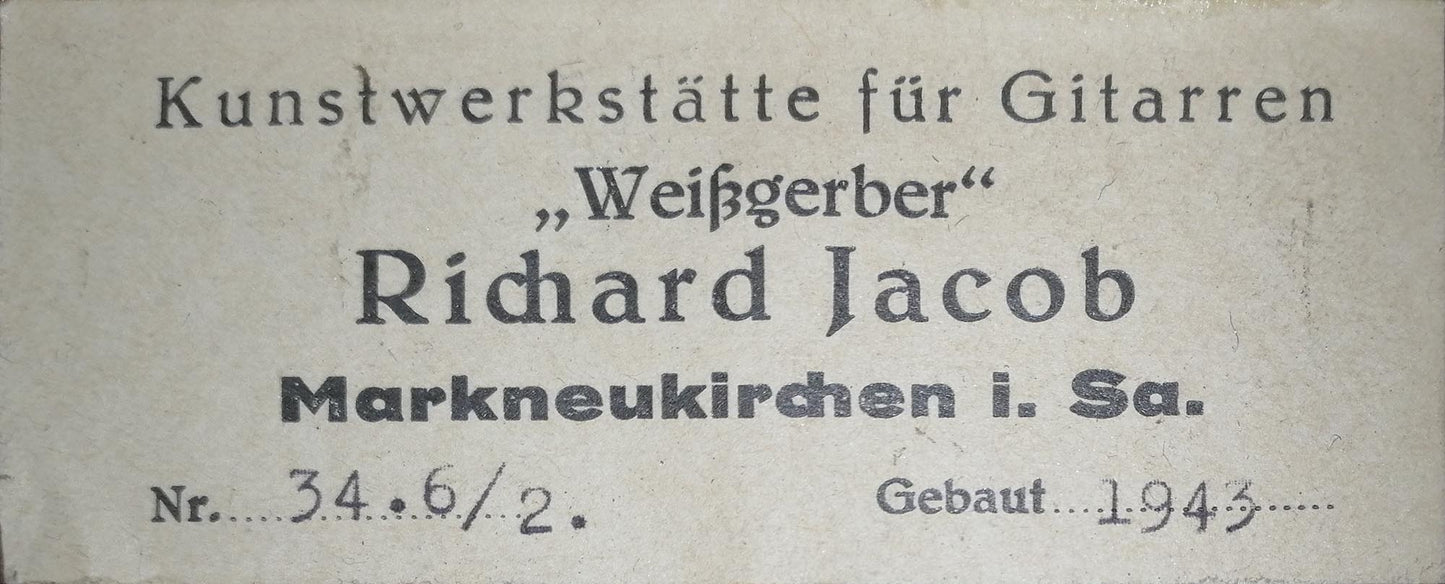 Kunstwerkstätte für Gitarren
„Weißgerber“
Richard Jacob
Markneukirchen i. Sa.
Nr. 34.6/2. Gebaut 1943